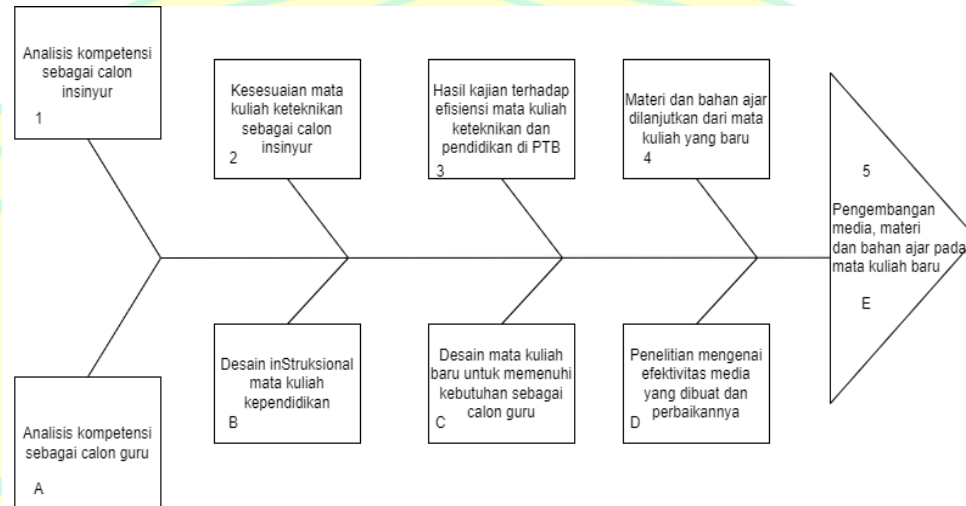 Analisis kompetensi
sebagai calon
insinyur
1
Kesesuaian mata
kuliah keteknikan
sebagai calon
insinyur
2
Hasil kajian terhadap
efisiensi mata kuliah
keteknikan dan
pendidikan di PTB
3
Materi dan bahan ajar
dilanjutkan dari mata
kuliah yang baru
4
5
Pengembangan
media, materi
dan bahan ajar pada
mata kuliah baru
E
Analisis kompetensi
sebagai calon guru
A
Desain inStruksional
mata kuliah
kependidikan
B
Desain mata kuliah
baru untuk memenuhi
kebutuhan sebagai
calon guru
C
Penelitian mengenai
efektivitas media
yang dibuat dan
perbaikannya
D